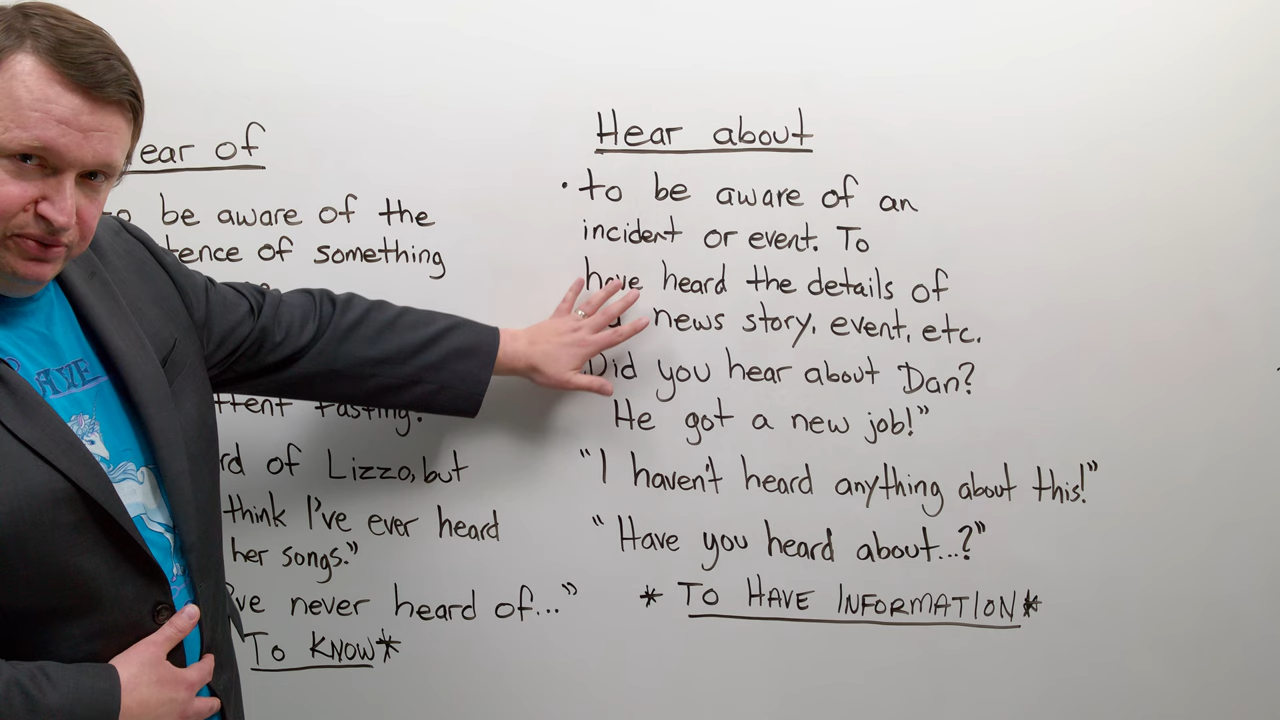 ear of
be aware of the
tence of something
ttent tasting.
rd of Lizzo, but
think I've ever heard
her songs."
've never heard of..."
TO KNOW*
Hear about
• to be aware of an
incident or event. To
have heard the details of
news story, event, etc.
Did you hear about Dan?
He got a new job!"
"I haven't heard anything about this!"
"Have you heard about...?"
* TO HAVE INFORMATION *